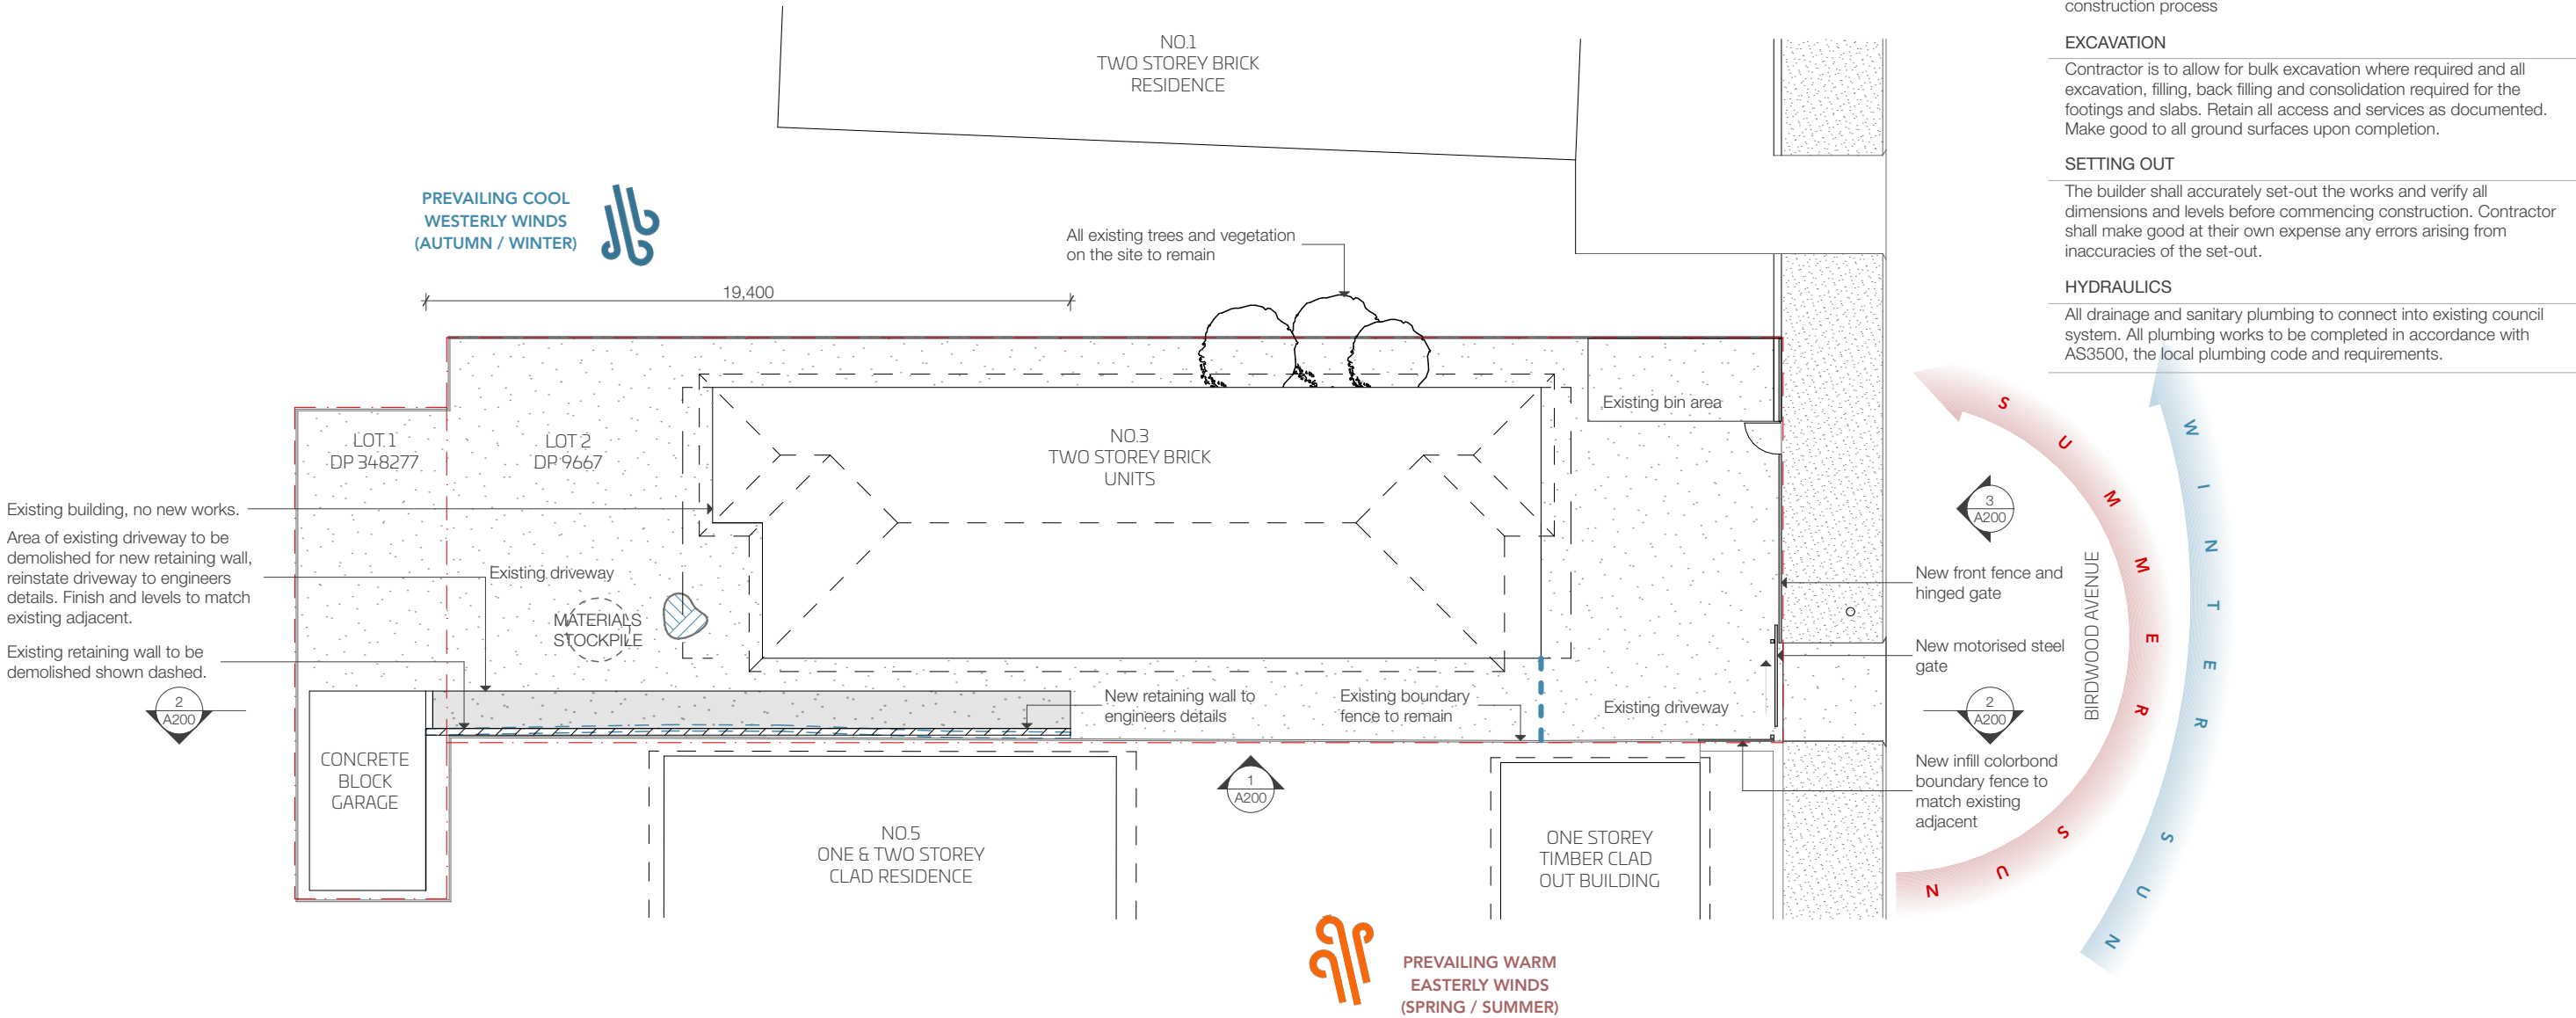 construction process
EXCAVATION
Contractor is to allow for bulk excavation where required and all
excavation, filling, back filling and consolidation required for the
footings and slabs. Retain all access and services as documented.
Make good to all ground surfaces upon completion.
SETTING OUT
The builder shall accurately set-out the works and verify all
dimensions and levels before commencing construction. Contractor
shall make good at their own expense any errors arising from
inaccuracies of the set-out.
HYDRAULICS
All drainage and sanitary plumbing to connect into existing council
system. All plumbing works to be completed in accordance with
AS3500, the local plumbing code and requirements.
NO.1
TWO STOREY BRICK
RESIDENCE
PREVAILING COOL
WESTERLY WINDS
(AUTUMN / WINTER)
All existing trees and vegetation
on the site to remain
19,400
LOT 1
DP 348277
LOT 2
DP 9667
NO.3
TWO STOREY BRICK
UNITS
Existing bin area
Existing building, no new works.
Area of existing driveway to be
demolished for new retaining wall,
reinstate driveway to engineers
details. Finish and levels to match
existing adjacent.
Existing retaining wall to be
demolished shown dashed.
2
A200
Existing driveway
MATERIALS
STOCKPILE
New retaining wall to
engineers details
Existing boundary
fence to remain
Existing driveway
3
A200
New front fence and
hinged gate
New motorised steel
gate
2
A200
New infill colorbond
boundary fence to
match existing
adjacent
BIRDWOOD AVENUE
SUMMER SUN
WINTER SUN
CONCRETE
BLOCK
GARAGE
NO.5
ONE & TWO STOREY
CLAD RESIDENCE
1
A200
ONE STOREY
TIMBER CLAD
OUT BUILDING
PREVAILING WARM
EASTERLY WINDS
(SPRING / SUMMER)